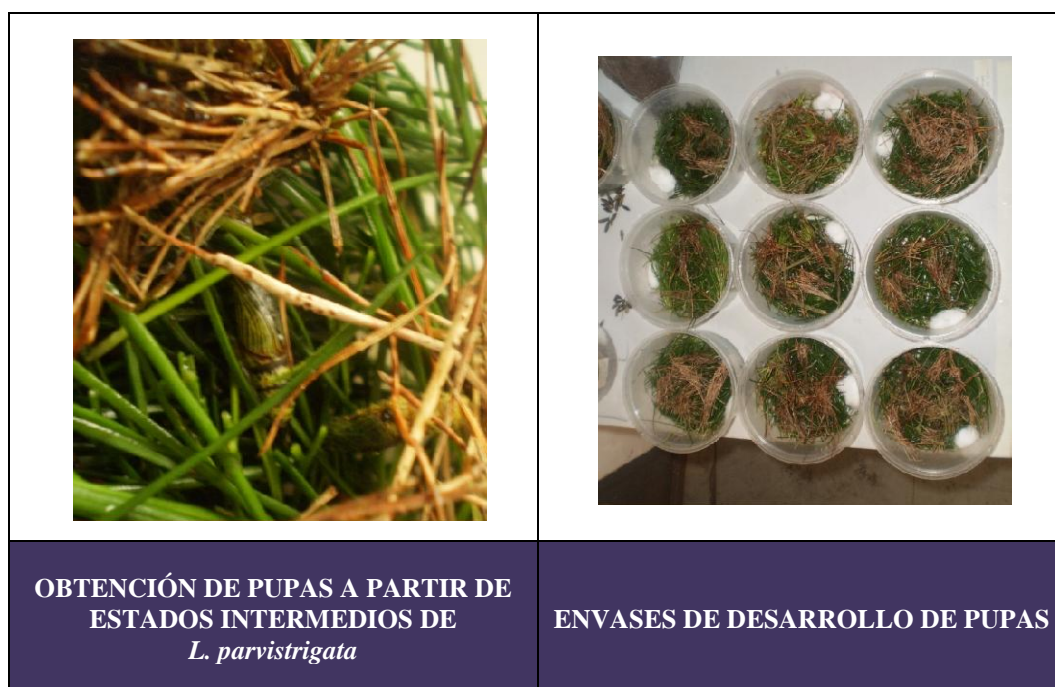 OBTENCIÓN DE PUPAS A PARTIR DE
ESTADOS INTERMEDIOS DE
L. parvistrigata
ENVASES DE DESARROLLO DE PUPAS